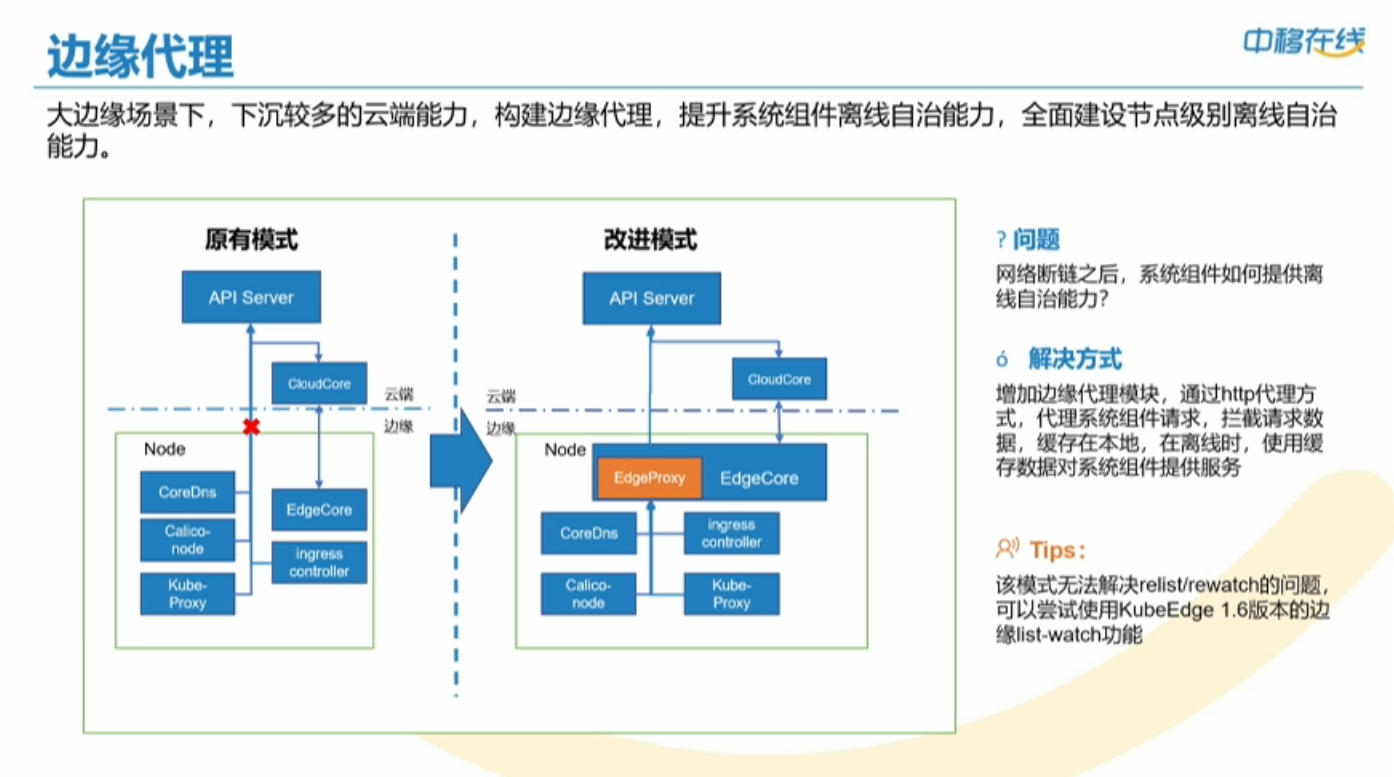 边缘代理
中移在线
大边缘场景下，下沉较多的云端能力，构建边缘代理，提升系统组件离线自治能力，全面建设节点级别离线自治
能力。
原有模式
API Server
CloudCore
云端
边缘
Node
CoreDns
Calico-
node
Kube-
Proxy
EdgeCore
ingress
controller
改进模式
API Server
CloudCore
云端
边缘
Node
EdgeProxy
EdgeCore
CoreDns
ingress
controller
Calico-
node
Kube-
Proxy
? 问题
网络断链之后，系统组件如何提供离
线自治能力？
ó 解决方式
增加边缘代理模块，通过http代理方
式，代理系统组件请求，拦截请求数
据，缓存在本地，在离线时，使用缓
存数据对系统组件提供服务
Tips：
该模式无法解决relist/rewatch的问题，
可以尝试使用KubeEdge 1.6版本的边
缘list-watch功能